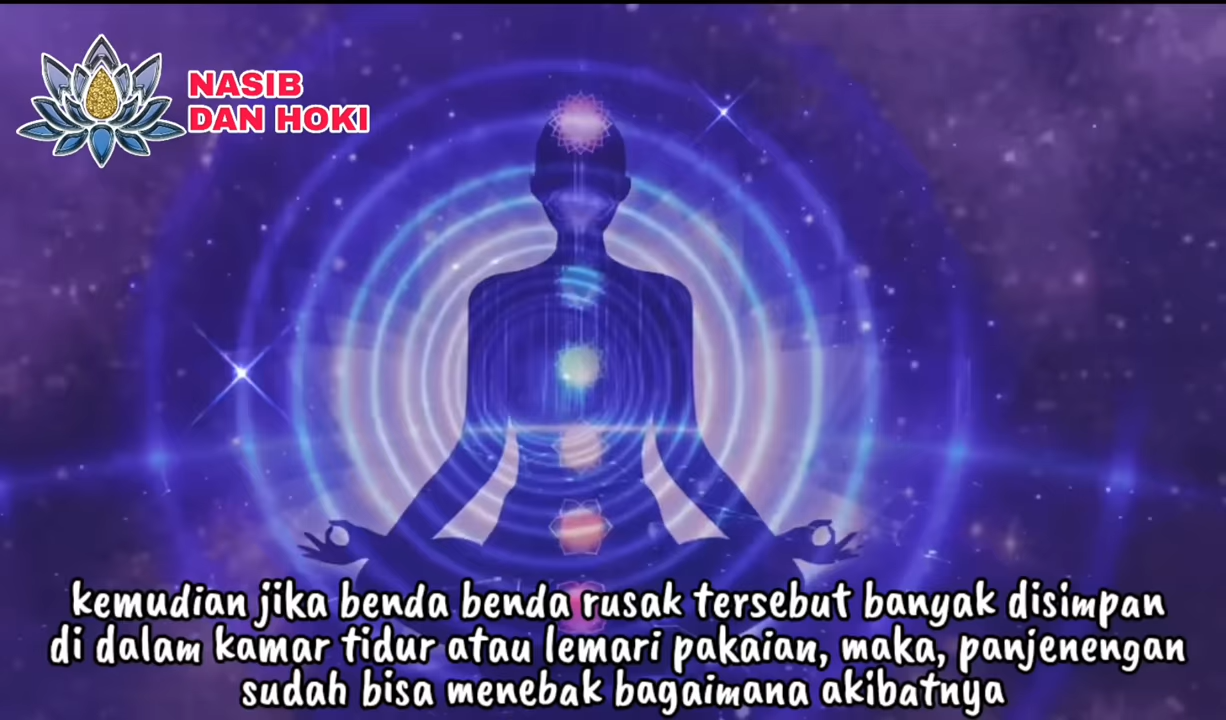 NASIB
DAN HOKI
kemudian jika benda benda rusak tersebut banyak disimpan
di dalam kamar tidur atau lemari pakaian, maka, panjenengan
sudah bisa menebak bagaimana akibatnya